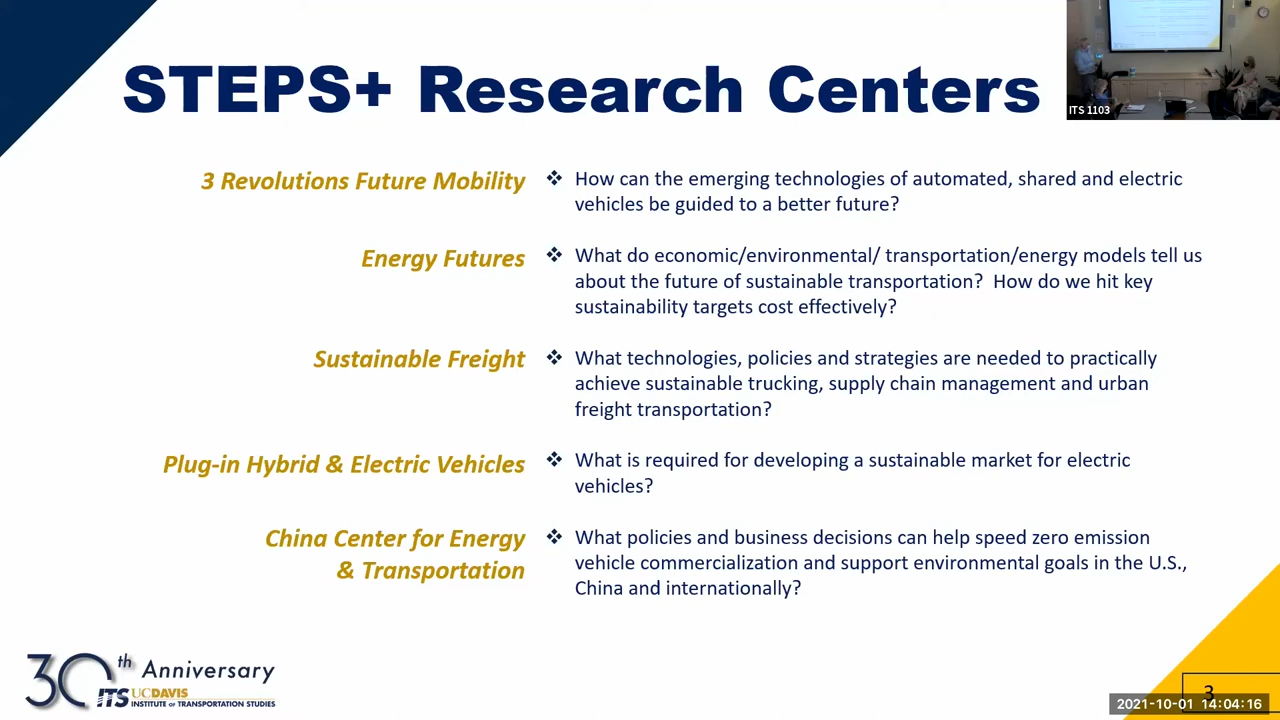 STEPS+ Research Centers
ITS 1103
3 Revolutions Future Mobility
❖ How can the emerging technologies of automated, shared and electric
vehicles be guided to a better future?
Energy Futures
❖ What do economic/environmental/ transportation/energy models tell us
about the future of sustainable transportation? How do we hit key
sustainability targets cost effectively?
Sustainable Freight
❖ What technologies, policies and strategies are needed to practically
achieve sustainable trucking, supply chain management and urban
freight transportation?
Plug-in Hybrid & Electric Vehicles
❖ What is required for developing a sustainable market for electric
vehicles?
China Center for Energy
& Transportation
❖ What policies and business decisions can help speed zero emission
vehicle commercialization and support environmental goals in the U.S.,
China and internationally?
30th Anniversary
ITS UCDAVIS
INSTITUTE OF TRANSPORTATION STUDIES
3
2021-10-01 14:04:16